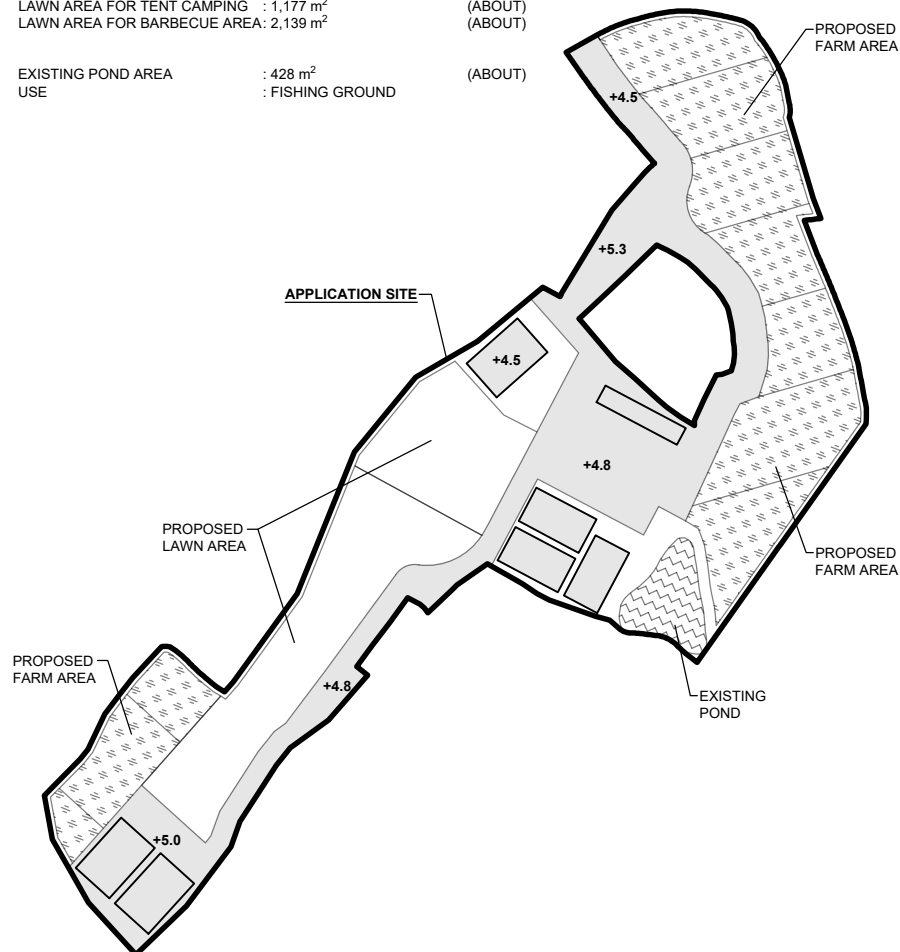 LAWN AREA FOR TENT CAMPING : 1,177 m² (ABOUT)
LAWN AREA FOR BARBECUE AREA : 2,139 m² (ABOUT)
EXISTING POND AREA : 428 m² (ABOUT)
USE : FISHING GROUND
PROPOSED
FARM AREA
+4.5
+5.3
APPLICATION SITE
+4.5
+4.8
PROPOSED
LAWN AREA
PROPOSED
FARM AREA
PROPOSED
FARM AREA
+4.8
EXISTING
POND
+5.0